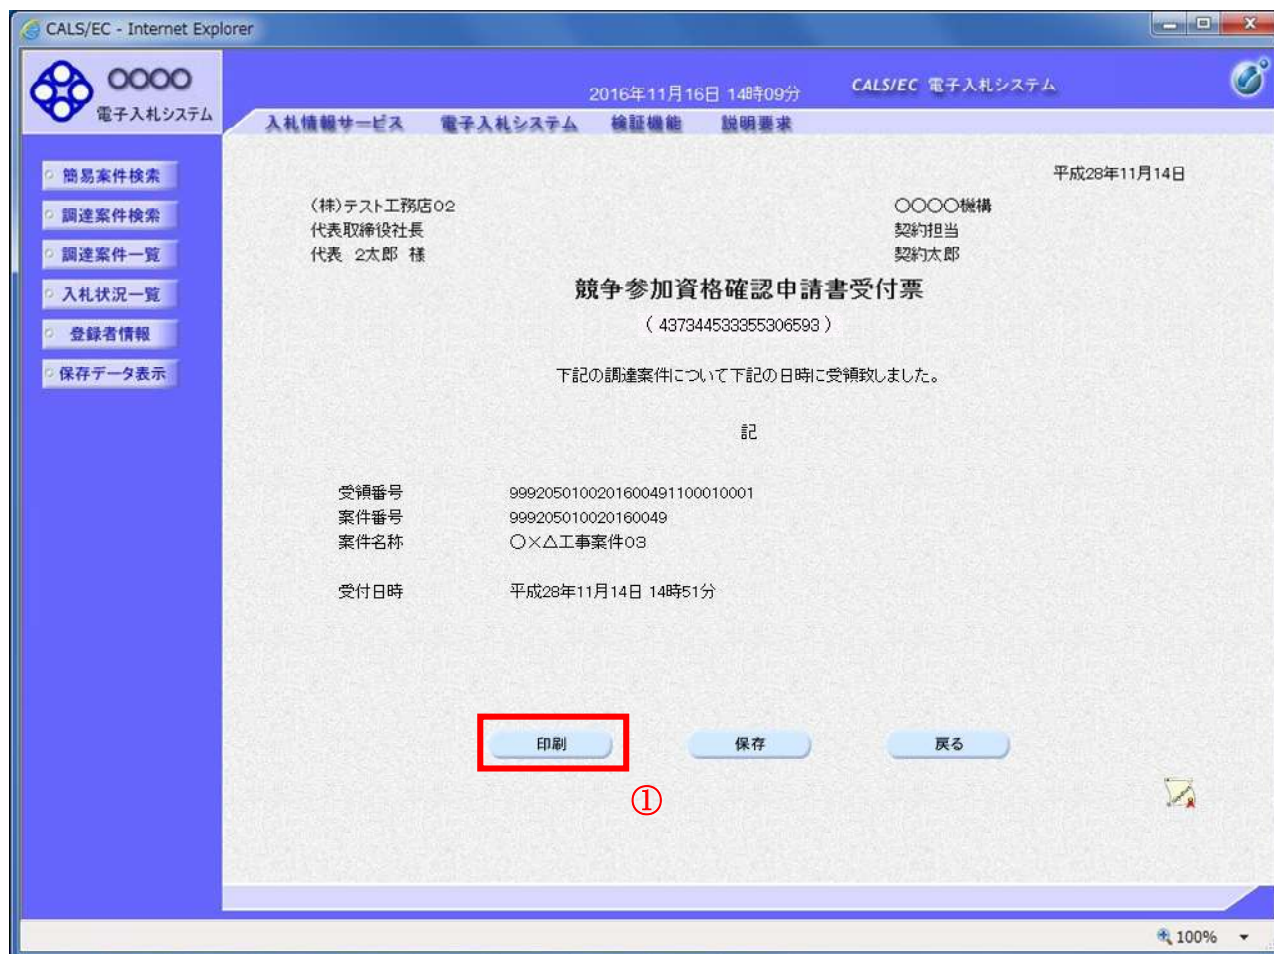 CALS/EC - Internet Explorer
〇〇〇〇
電子入札システム
2016年11月16日 14時09分
CALS/EC 電子入札システム
入札情報サービス 電子入札システム 検証機能 説明要求
簡易案件検索
調達案件検索
調達案件一覧
入札状況一覧
登録者情報
保存データ表示
平成28年11月14日
(株)テスト工務店02
代表取締役社長
代表 2太郎 様
〇〇〇〇機構
契約担当
契約太郎
競争参加資格確認申請書受付票
( 437344533355306593 )
下記の調達案件について下記の日時に受領致しました。
記
受領番号 9992050100201600491100010001
案件番号 999205010020160049
案件名称 〇×△工事案件03
受付日時 平成28年11月14日 14時51分
印刷 保存 戻る
①
100%